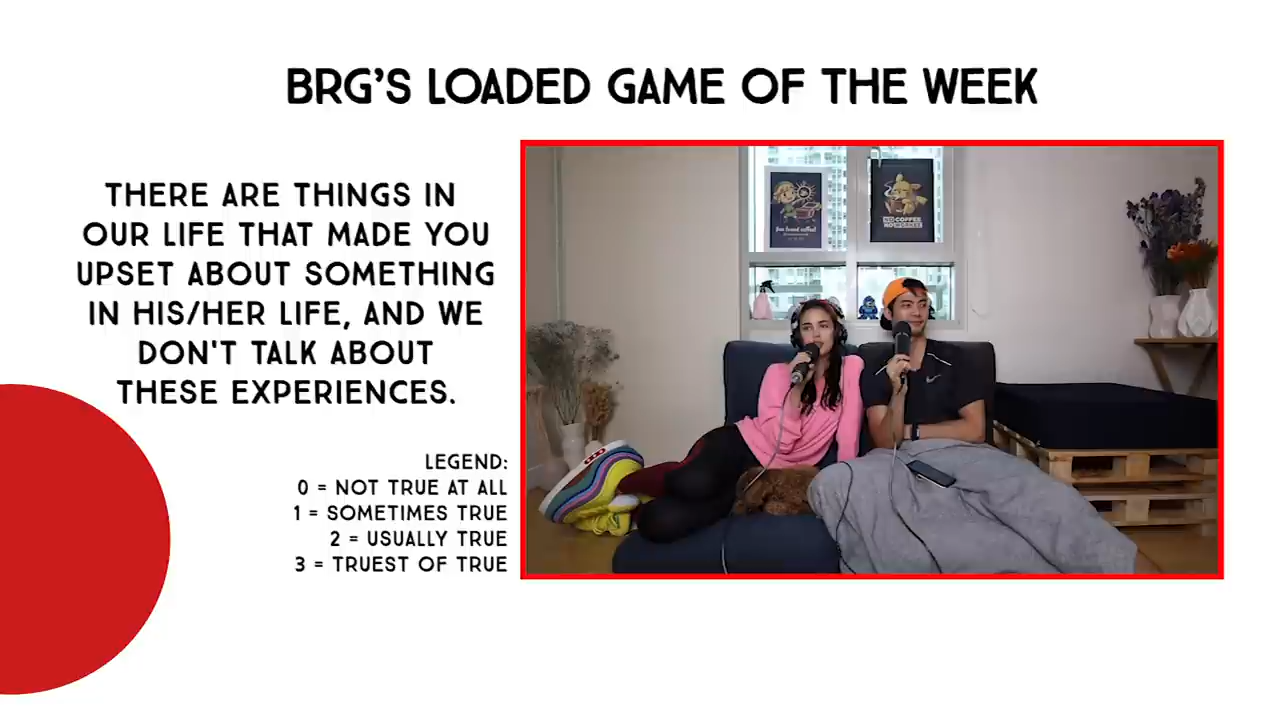 BRG'S LOADED GAME OF THE WEEK
THERE ARE THINGS IN
OUR LIFE THAT MADE YOU
UPSET ABOUT SOMETHING
IN HIS/HER LIFE, AND WE
DON'T TALK ABOUT
THESE EXPERIENCES.
LEGEND:
0 = NOT TRUE AT ALL
1 = SOMETIMES TRUE
2 = USUALLY TRUE
3 = TRUEST OF TRUE
NO COFFEE